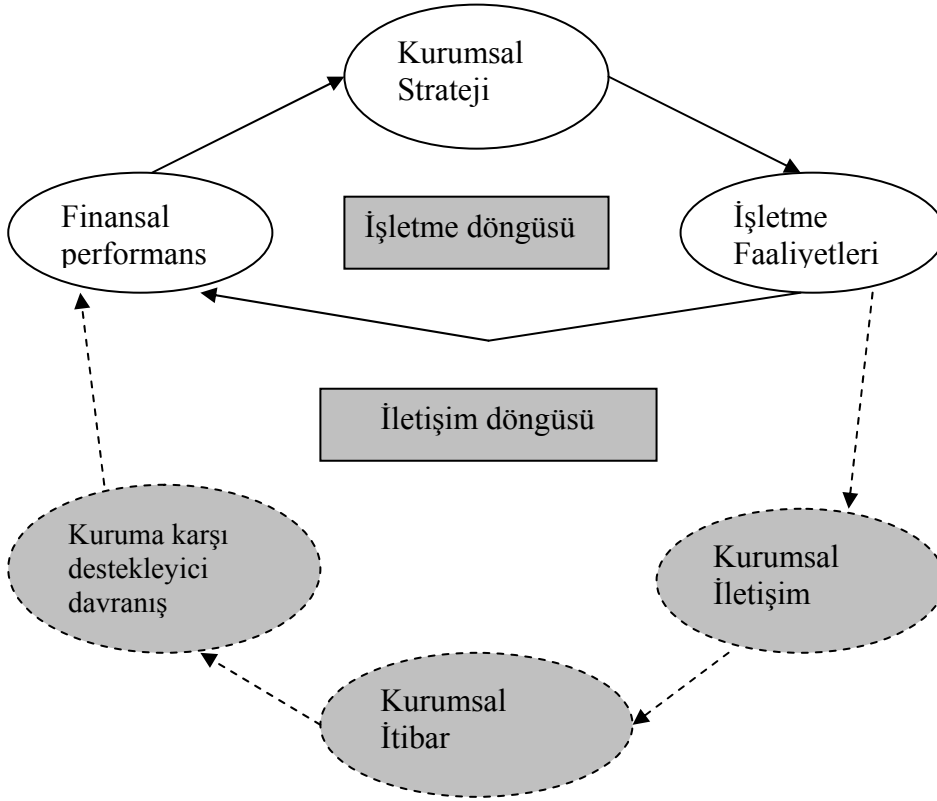 Kurumsal
Strateji
Finansal
performans
İşletme döngüsü
İşletme
Faaliyetleri
İletişim döngüsü
Kuruma karşı
destekleyici
davranış
Kurumsal
İletişim
Kurumsal
İtibar